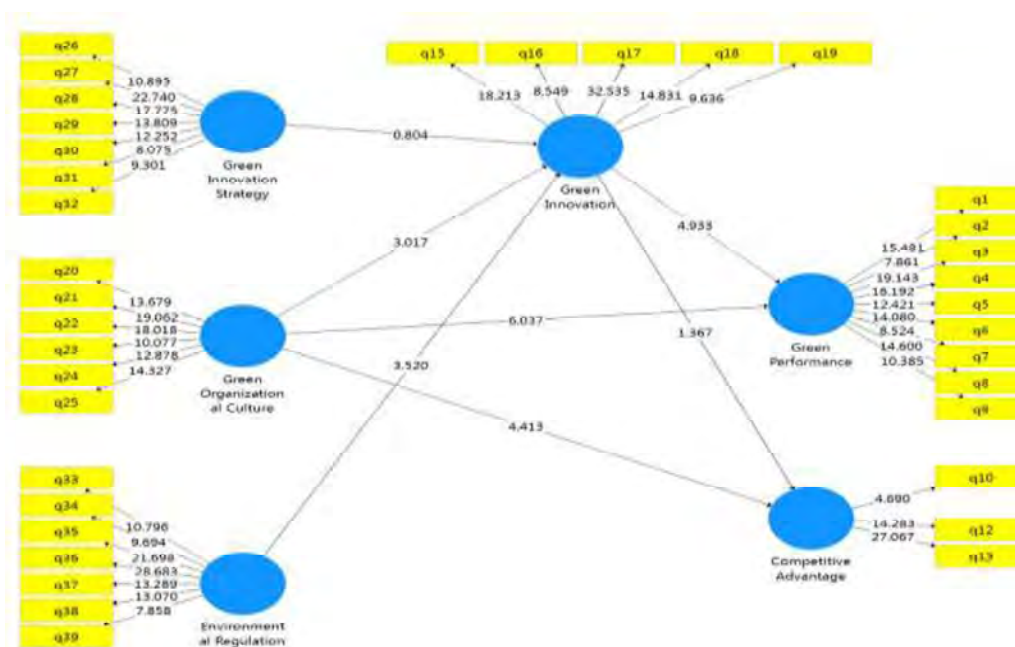 q26
q27
q28
q29
q30
q31
q32
10.895
22.740
17.775
13.809
12.252
8.075
9.301
Green
Innovation
Strategy
q15
q16
q17
q18
q19
18.213
8.549
32.535
14.831
9.636
0.804
Green
Innovation
3.017
4.933
q20
q21
q22
q23
q24
q25
13.679
19.062
18.018
10.077
12.878
14.327
Green
Organization
al Culture
6.037
3.520
1.367
4.413
q1
q2
q3
q4
q5
q6
q7
q8
q9
15.491
7.861
19.143
16.192
12.421
14.080
8.524
14.600
10.385
Green
Performance
q33
q34
q35
q36
q37
q38
q39
10.796
9.694
21.698
28.683
13.289
13.070
7.858
Environment
al Regulation
q10
q12
q13
4.690
14.283
27.067
Competitive
Advantage